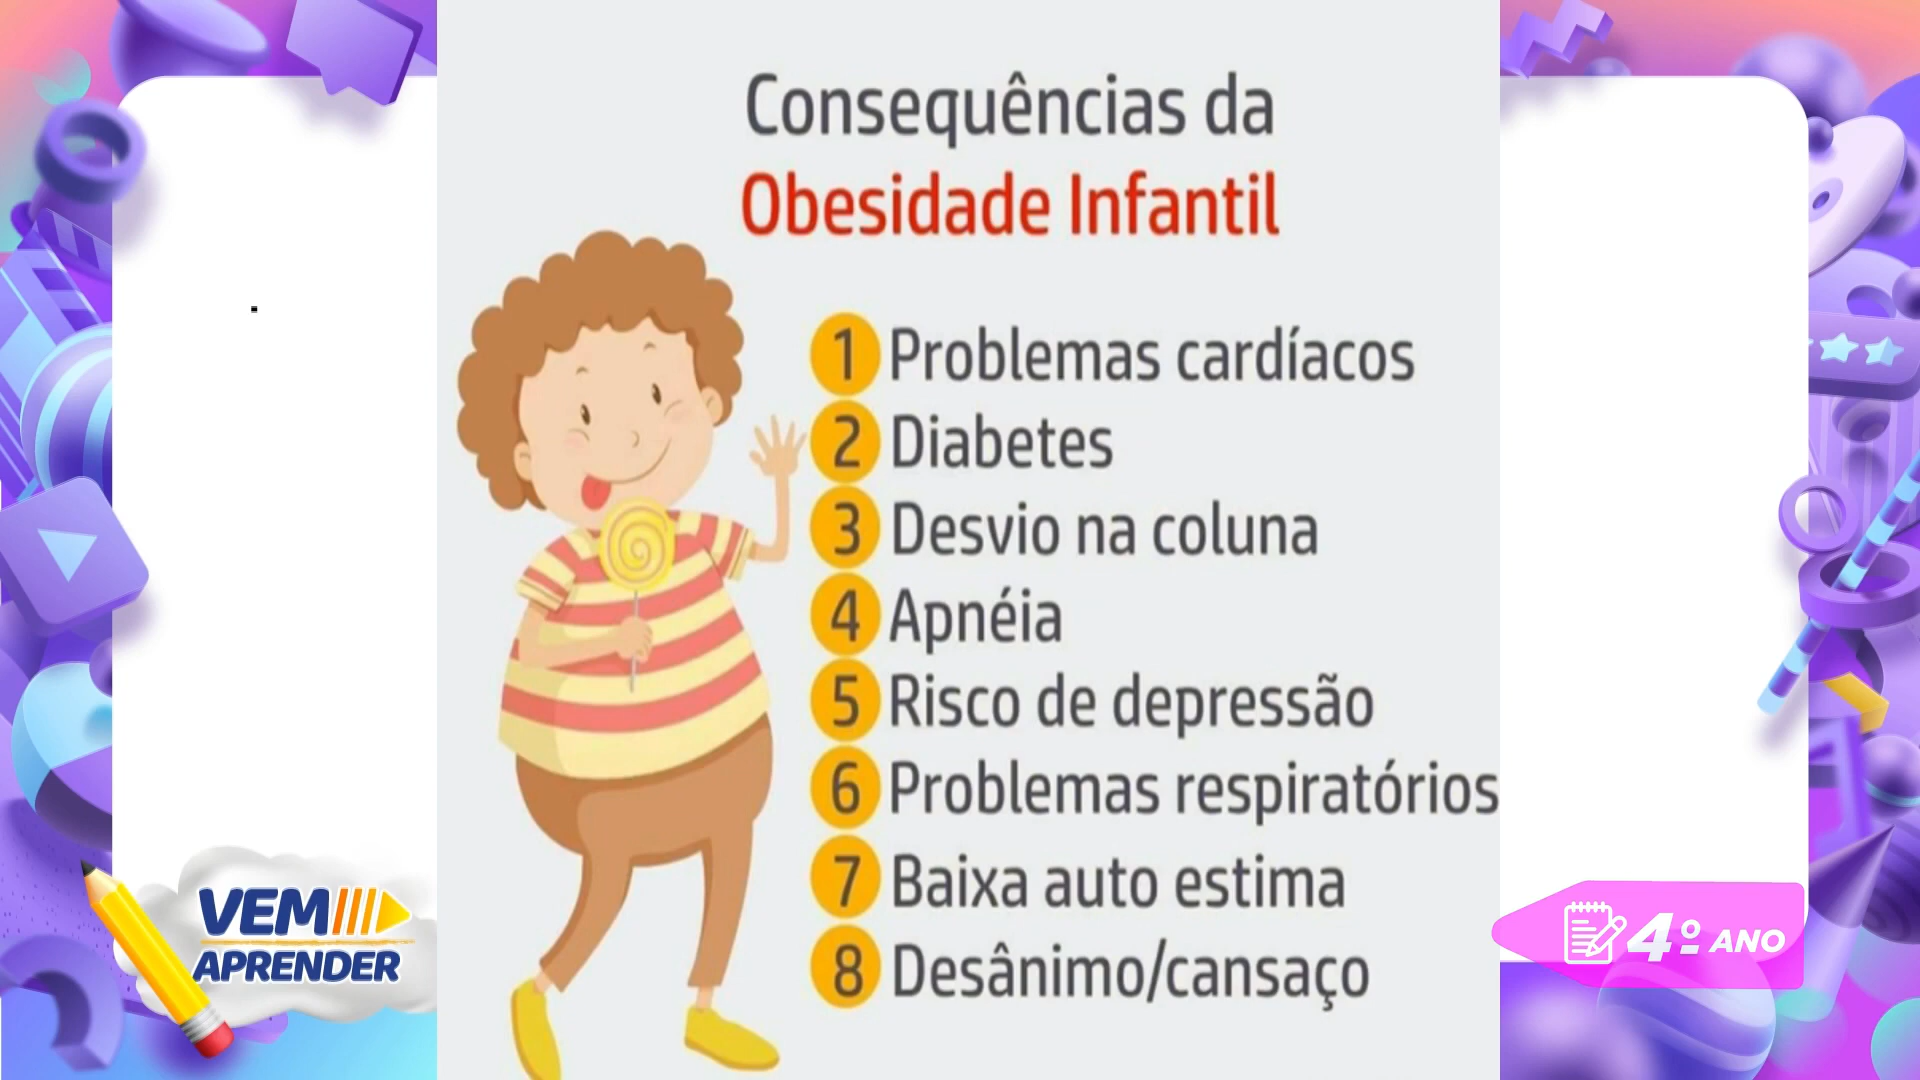 Consequências da
Obesidade Infantil
1 Problemas cardíacos
2 Diabetes
3 Desvio na coluna
4 Apnéia
5 Risco de depressão
6 Problemas respiratórios
7 Baixa auto estima
8 Desânimo/cansaço
VEM
APRENDER
4º ANO